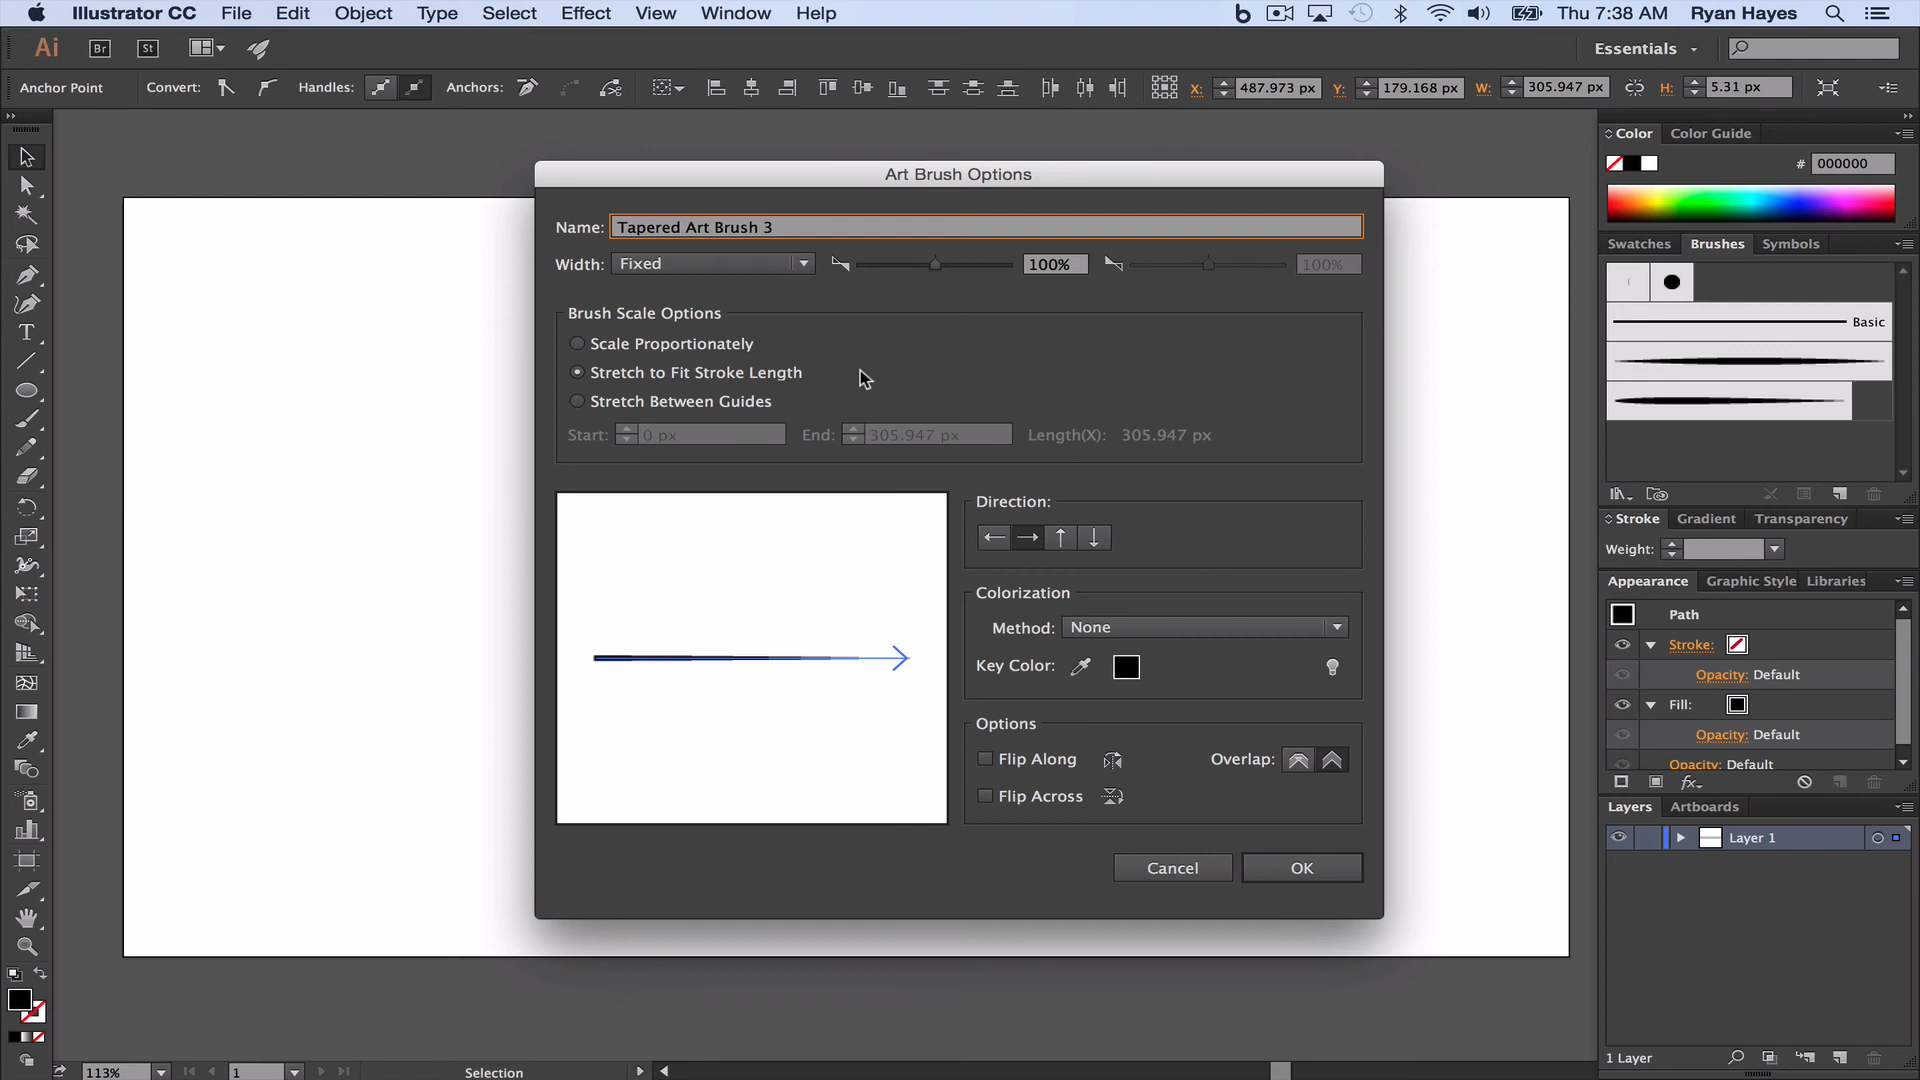 Illustrator CC File Edit Object Type Select Effect View Window Help Thu 7:38 AM Ryan Hayes
Ai Br St Essentials
Anchor Point Convert: Handles: Anchors: X: 487.973 px Y: 179.168 px W: 305.947 px H: 5.31 px
Color Color Guide
# 000000
Art Brush Options
Name: Tapered Art Brush 3
Width: Fixed 100% 100%
Brush Scale Options
Scale Proportionately
Stretch to Fit Stroke Length
Stretch Between Guides
Start: 0 px End: 305.947 px Length(X): 305.947 px
Direction:
Colorization
Method: None
Key Color:
Options
Flip Along Overlap:
Flip Across
Cancel OK
Swatches Brushes Symbols
Basic
Stroke Gradient Transparency
Weight:
Appearance Graphic Style Libraries
Path
Stroke:
Opacity: Default
Fill:
Opacity: Default
Opacity: Default
fx
Layers Artboards
Layer 1
1 Layer
113% 1 Selection